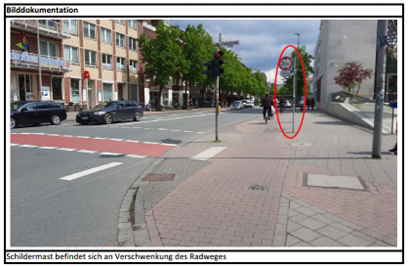 Bilddokumentation
Schildermast befindet sich an Verschwenkung des Radweges